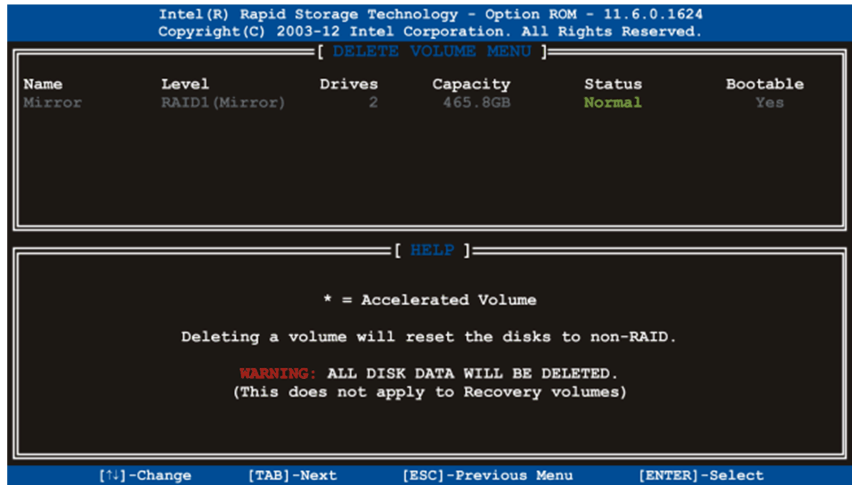 Intel(R) Rapid Storage Technology - Option ROM - 11.6.0.1624
Copyright(C) 2003-12 Intel Corporation. All Rights Reserved.
[ DELETE VOLUME MENU ]
Name Level Drives Capacity Status Bootable
Mirror RAID1(Mirror) 2 465.8GB Normal Yes
[ HELP ]
* = Accelerated Volume
Deleting a volume will reset the disks to non-RAID.
WARNING: ALL DISK DATA WILL BE DELETED.
(This does not apply to Recovery volumes)
[↑↓]-Change [TAB]-Next [ESC]-Previous Menu [ENTER]-Select